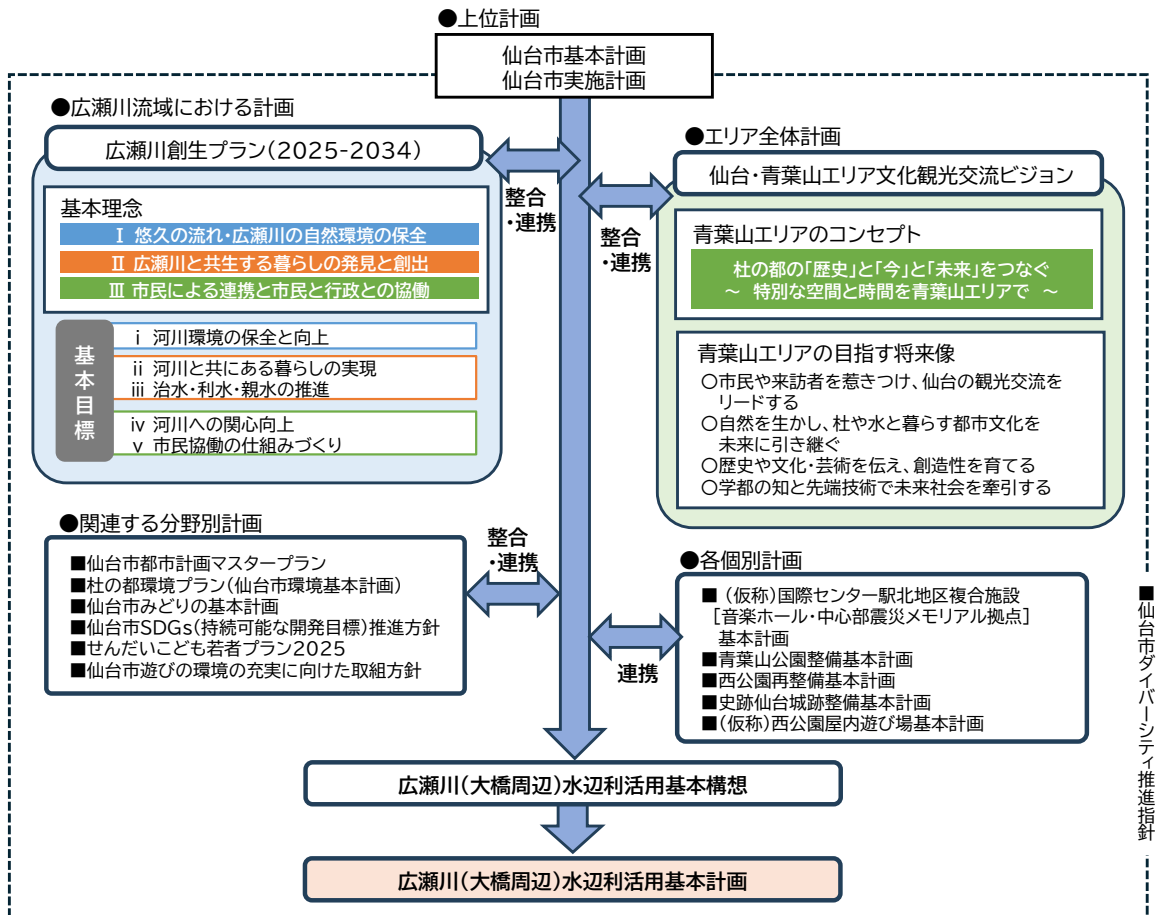 ●上位計画
仙台市基本計画
仙台市実施計画
●広瀬川流域における計画
広瀬川創生プラン(2025-2034)
整合
・連携
基本理念
Ⅰ 悠久の流れ・広瀬川の自然環境の保全
Ⅱ 広瀬川と共生する暮らしの発見と創出
Ⅲ 市民による連携と市民と行政との協働
基本目標
ⅰ 河川環境の保全と向上
ⅱ 河川と共にある暮らしの実現
ⅲ 治水・利水・親水の推進
ⅳ 河川への関心向上
ⅴ 市民協働の仕組みづくり
●エリア全体計画
仙台・青葉山エリア文化観光交流ビジョン
整合
・連携
青葉山エリアのコンセプト
杜の都の「歴史」と「今」と「未来」をつなぐ
～ 特別な空間と時間を青葉山エリアで ～
青葉山エリアの目指す将来像
○市民や来訪者を惹きつけ、仙台の観光交流を
リードする
○自然を生かし、杜や水と暮らす都市文化を
未来に引き継ぐ
○歴史や文化・芸術を伝え、創造性を育てる
○学都の知と先端技術で未来社会を牽引する
●関連する分野別計画
■仙台市都市計画マスタープラン
■杜の都環境プラン(仙台市環境基本計画)
■仙台市みどりの基本計画
■仙台市SDGs(持続可能な開発目標)推進方針
■せんだいこども若者プラン2025
■仙台市遊びの環境の充実に向けた取組方針
整合
・連携
●各個別計画
■ (仮称)国際センター駅北地区複合施設
[音楽ホール・中心部震災メモリアル拠点]
基本計画
■青葉山公園整備基本計画
■西公園再整備基本計画
■史跡仙台城跡整備基本計画
■(仮称)西公園屋内遊び場基本計画
連携
■仙台市ダイバーシティ推進指針
広瀬川(大橋周辺)水辺利活用基本構想
広瀬川(大橋周辺)水辺利活用基本計画